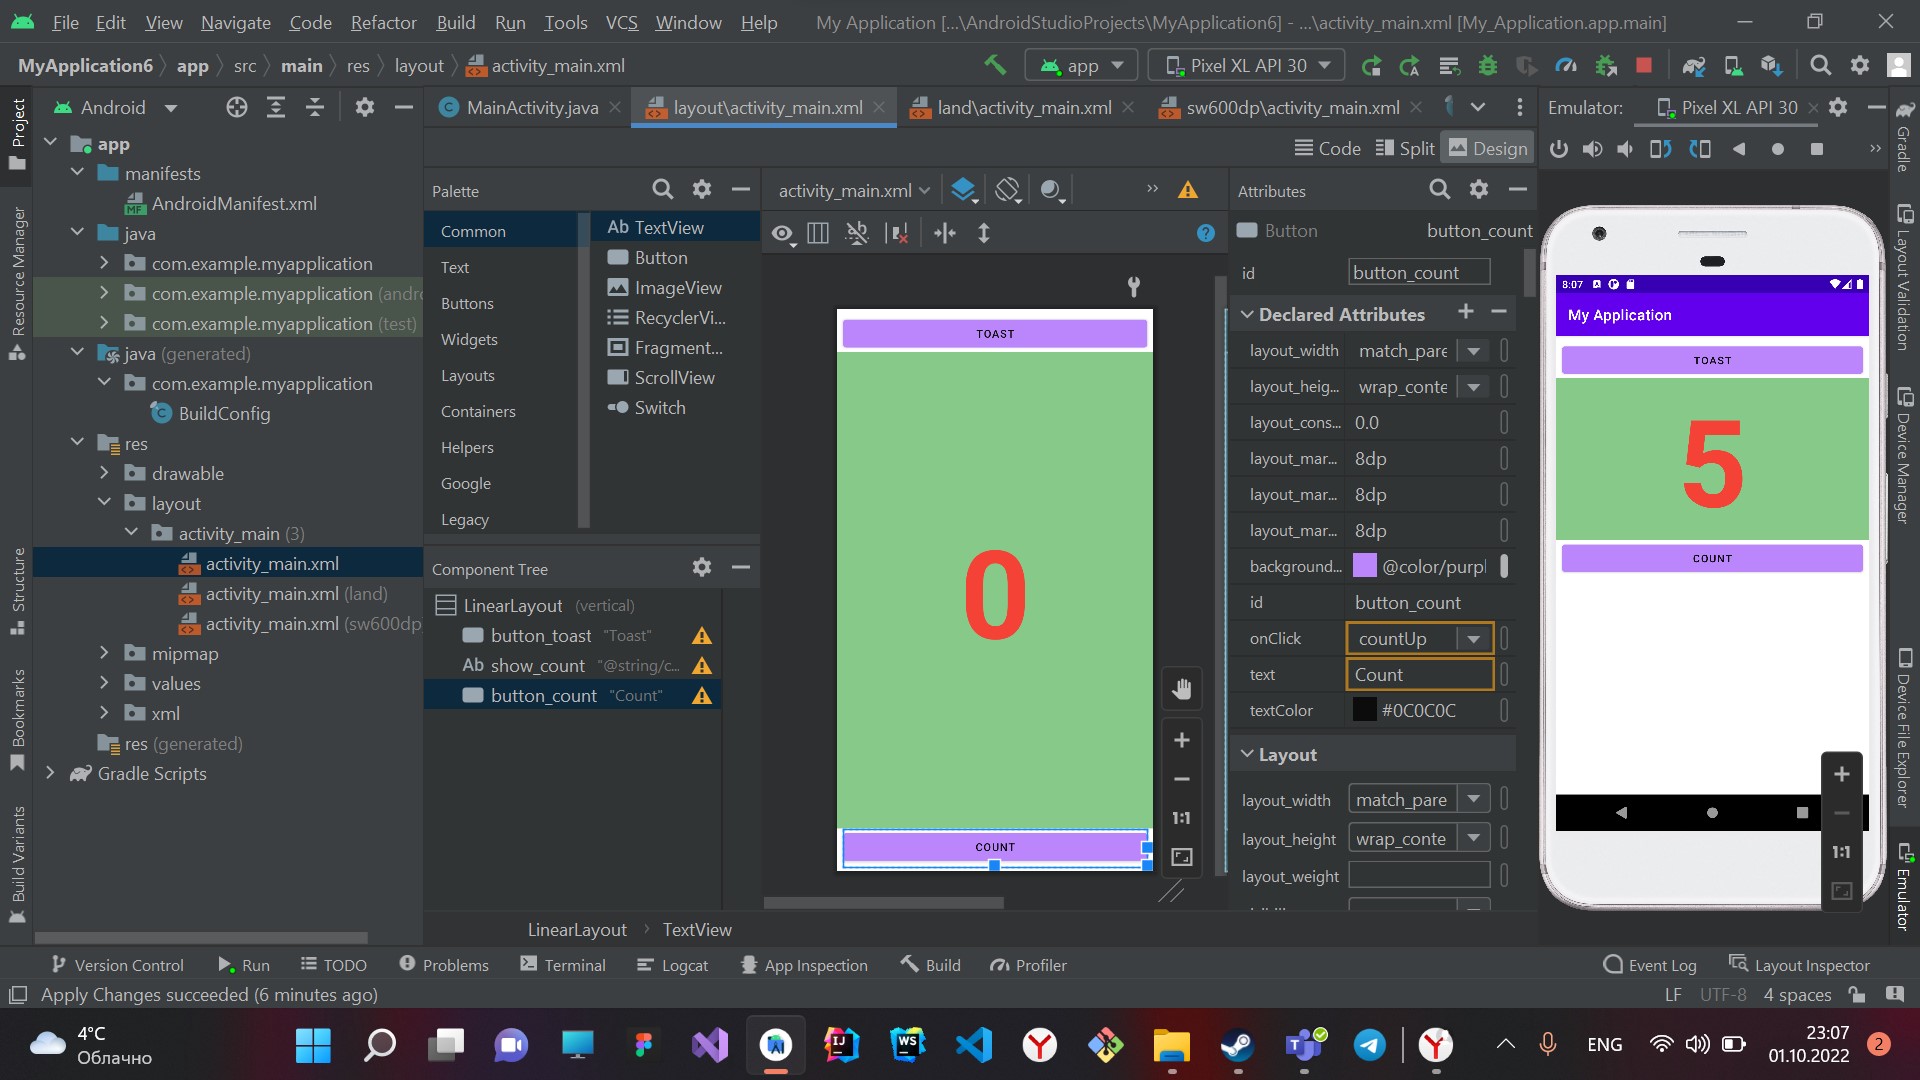 File Edit View Navigate Code Refactor Build Run Tools VCS Window Help My Application [...\AndroidStudioProjects\MyApplication6] - ...\activity_main.xml [My_Application.app.main]
MyApplication6 app src main res layout activity_main.xml app Pixel XL API 30
Android
MainActivity.java layout\activity_main.xml land\activity_main.xml sw600dp\activity_main.xml
Emulator: Pixel XL API 30
Code Split Design
Project
Resource Manager
Structure
Bookmarks
Build Variants
app
manifests
AndroidManifest.xml
java
com.example.myapplication
com.example.myapplication (andro
com.example.myapplication (test)
java (generated)
com.example.myapplication
BuildConfig
res
drawable
layout
activity_main (3)
activity_main.xml
activity_main.xml (land)
activity_main.xml (sw600dp
mipmap
values
xml
res (generated)
Gradle Scripts
Palette
Common
Text
Buttons
Widgets
Layouts
Containers
Helpers
Google
Legacy
Ab TextView
Button
ImageView
RecyclerVi...
Fragment...
ScrollView
Switch
Component Tree
LinearLayout (vertical)
button_toast "Toast"
Ab show_count "@string/c...
button_count "Count"
activity_main.xml
TOAST
0
COUNT
1:1
LinearLayout TextView
Attributes
Button button_count
id button_count
Declared Attributes
layout_width match_pare
layout_heig... wrap_conte
layout_cons... 0.0
layout_mar... 8dp
layout_mar... 8dp
layout_mar... 8dp
background... @color/purpl
id button_count
onClick countUp
text Count
textColor #0C0C0C
Layout
layout_width match_pare
layout_height wrap_conte
layout_weight
8:07
My Application
TOAST
5
COUNT
1:1
Gradle
Layout Validation
Device Manager
Device File Explorer
Emulator
Version Control Run TODO Problems Terminal Logcat App Inspection Build Profiler Event Log Layout Inspector
Apply Changes succeeded (6 minutes ago) LF UTF-8 4 spaces
4°C
Облачно
ENG
23:07
01.10.2022
2